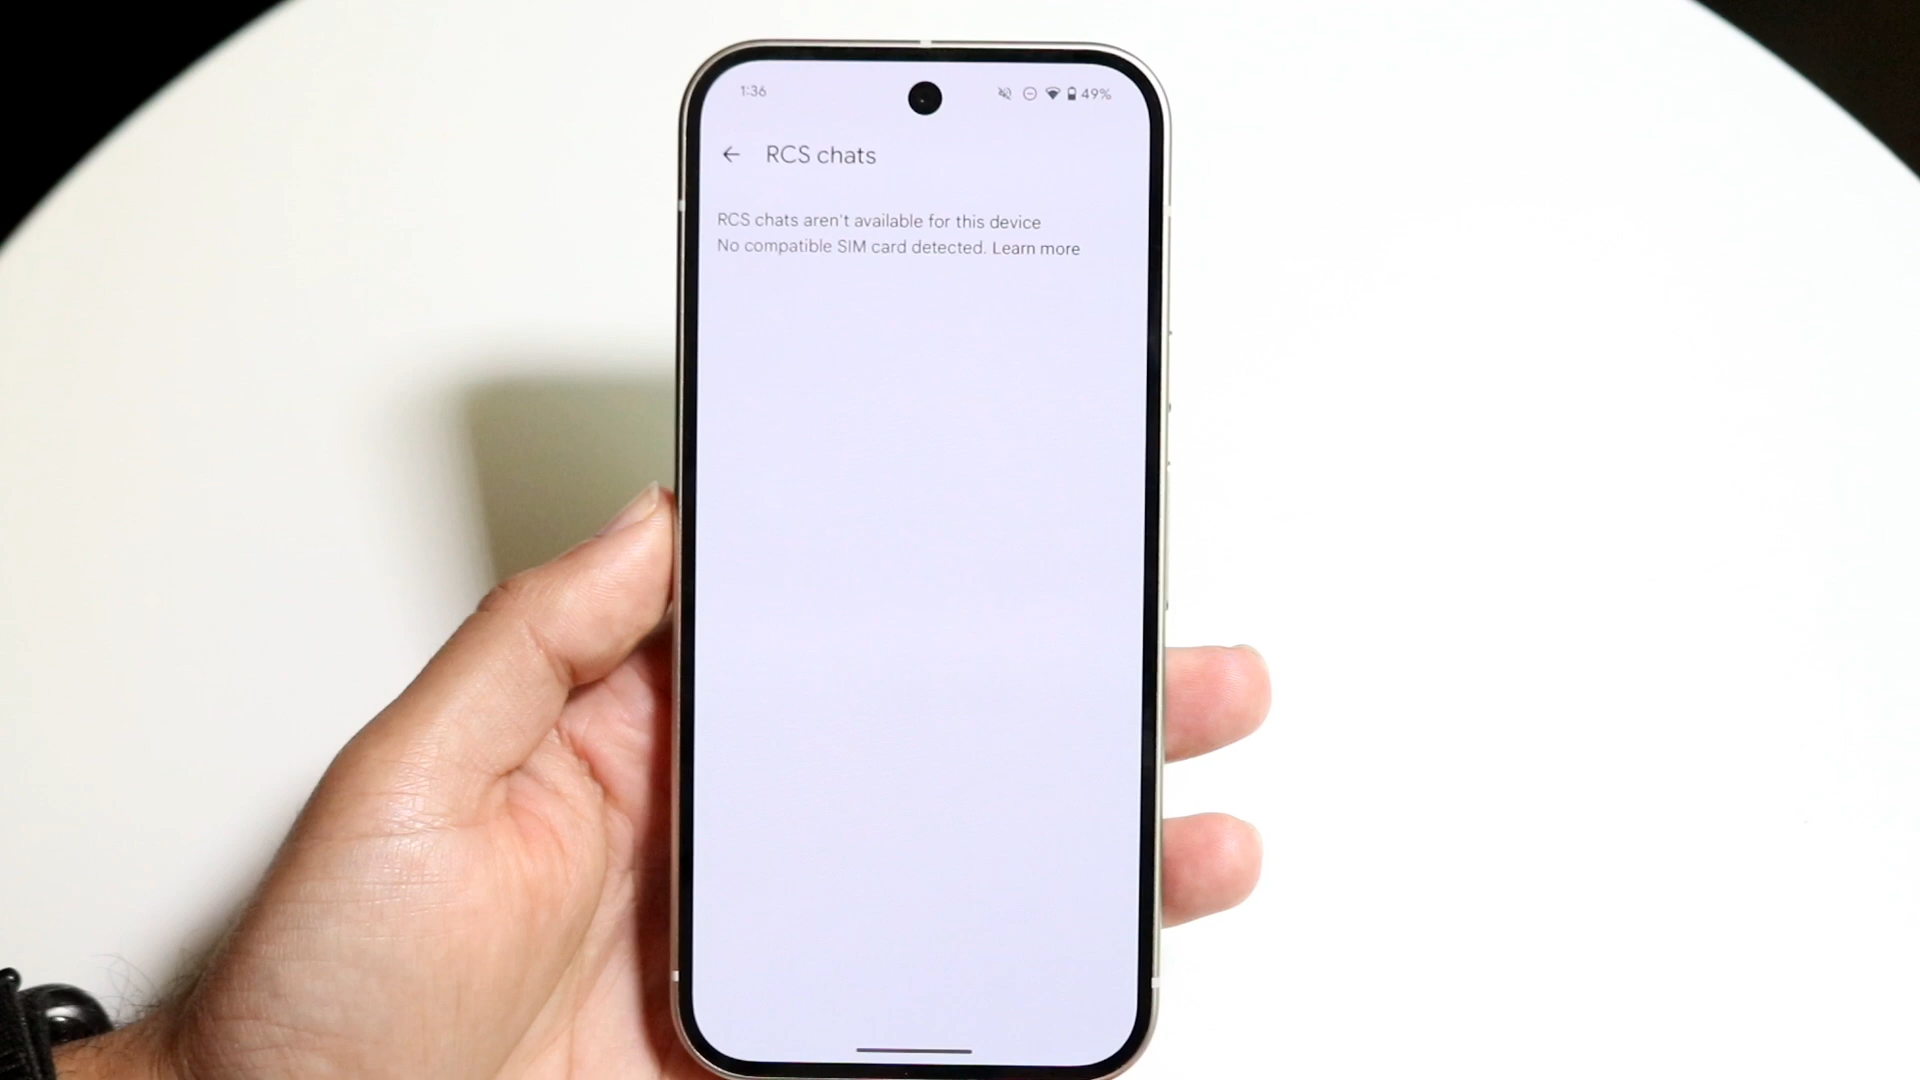 1:36
49%
RCS chats
RCS chats aren't available for this device
No compatible SIM card detected. Learn more